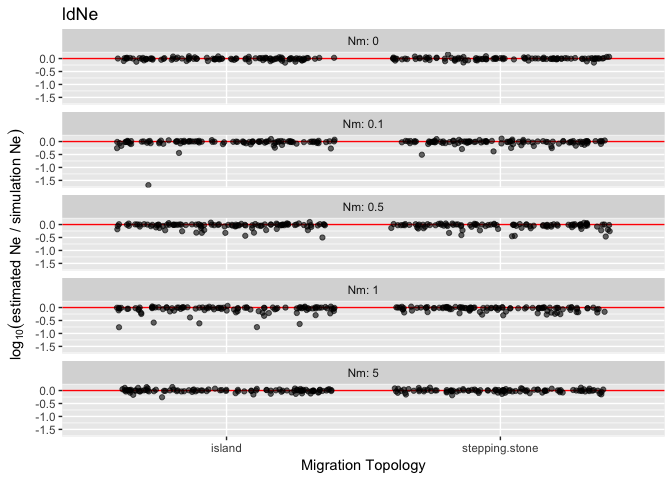 ldNe
Nm: 0
0.0
-0.5
-1.0
-1.5
Nm: 0.1
0.0
-0.5
-1.0
-1.5
Nm: 0.5
0.0
-0.5
-1.0
-1.5
Nm: 1
0.0
-0.5
-1.0
-1.5
Nm: 5
0.0
-0.5
-1.0
-1.5
log₁₀(estimated Ne / simulation Ne)
island stepping.stone
Migration Topology